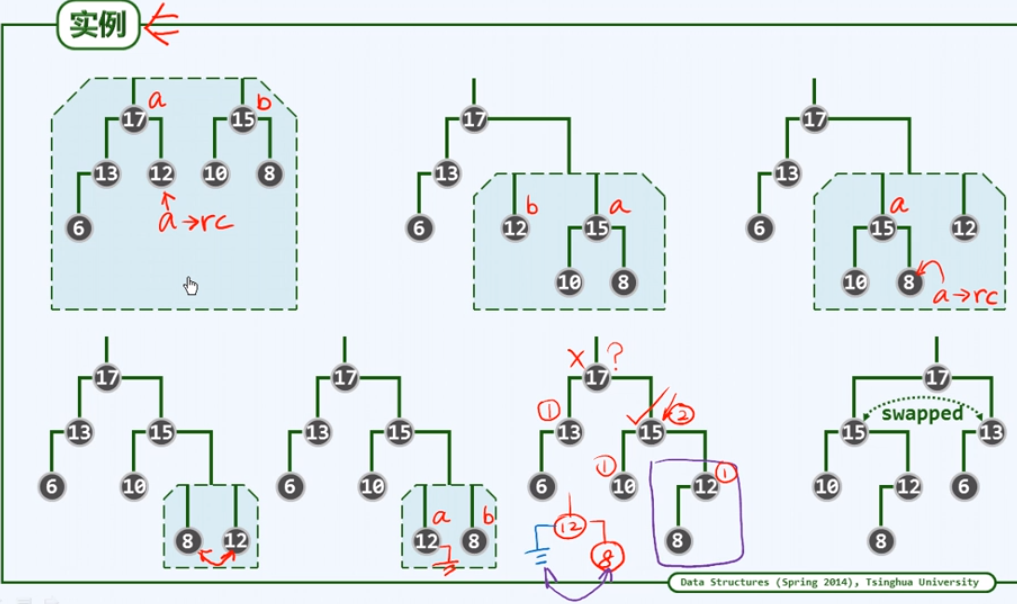 实例
a b
17 15
13 12 10 8
6
a→rc
17
13
b a
6 12 15
10 8
17
13
a
6 15 12
10 8
a→rc
17
13 15
6 10
8 12
17
13 15
6 10
a b
12 8
x ?
17
① ②
13 15
① ①
6 10 12
12
8 8
17
swapped
15 13
10 12 6
8
Data Structures (Spring 2014), Tsinghua University